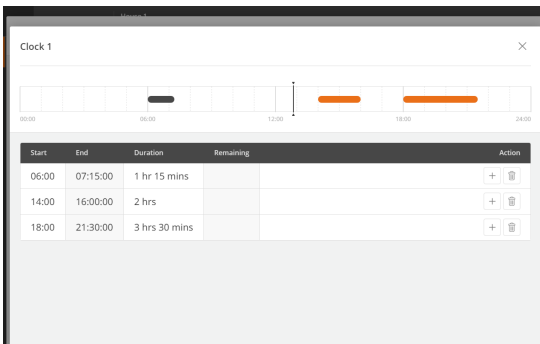 Clock 1
00:00 06:00 12:00 18:00 24:00
Start End Duration Remaining Action
06:00 07:15:00 1 hr 15 mins
14:00 16:00:00 2 hrs
18:00 21:30:00 3 hrs 30 mins